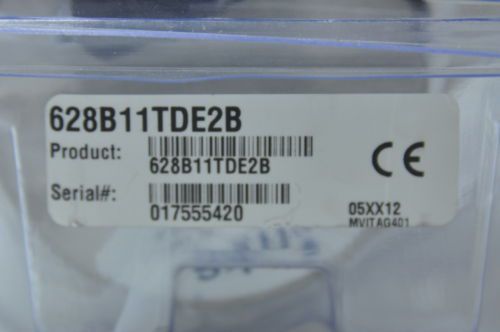 628B11TDE2B
Product:
628B11TDE2B
CE
Serial#:
017555420
05XX12
MVITAG401